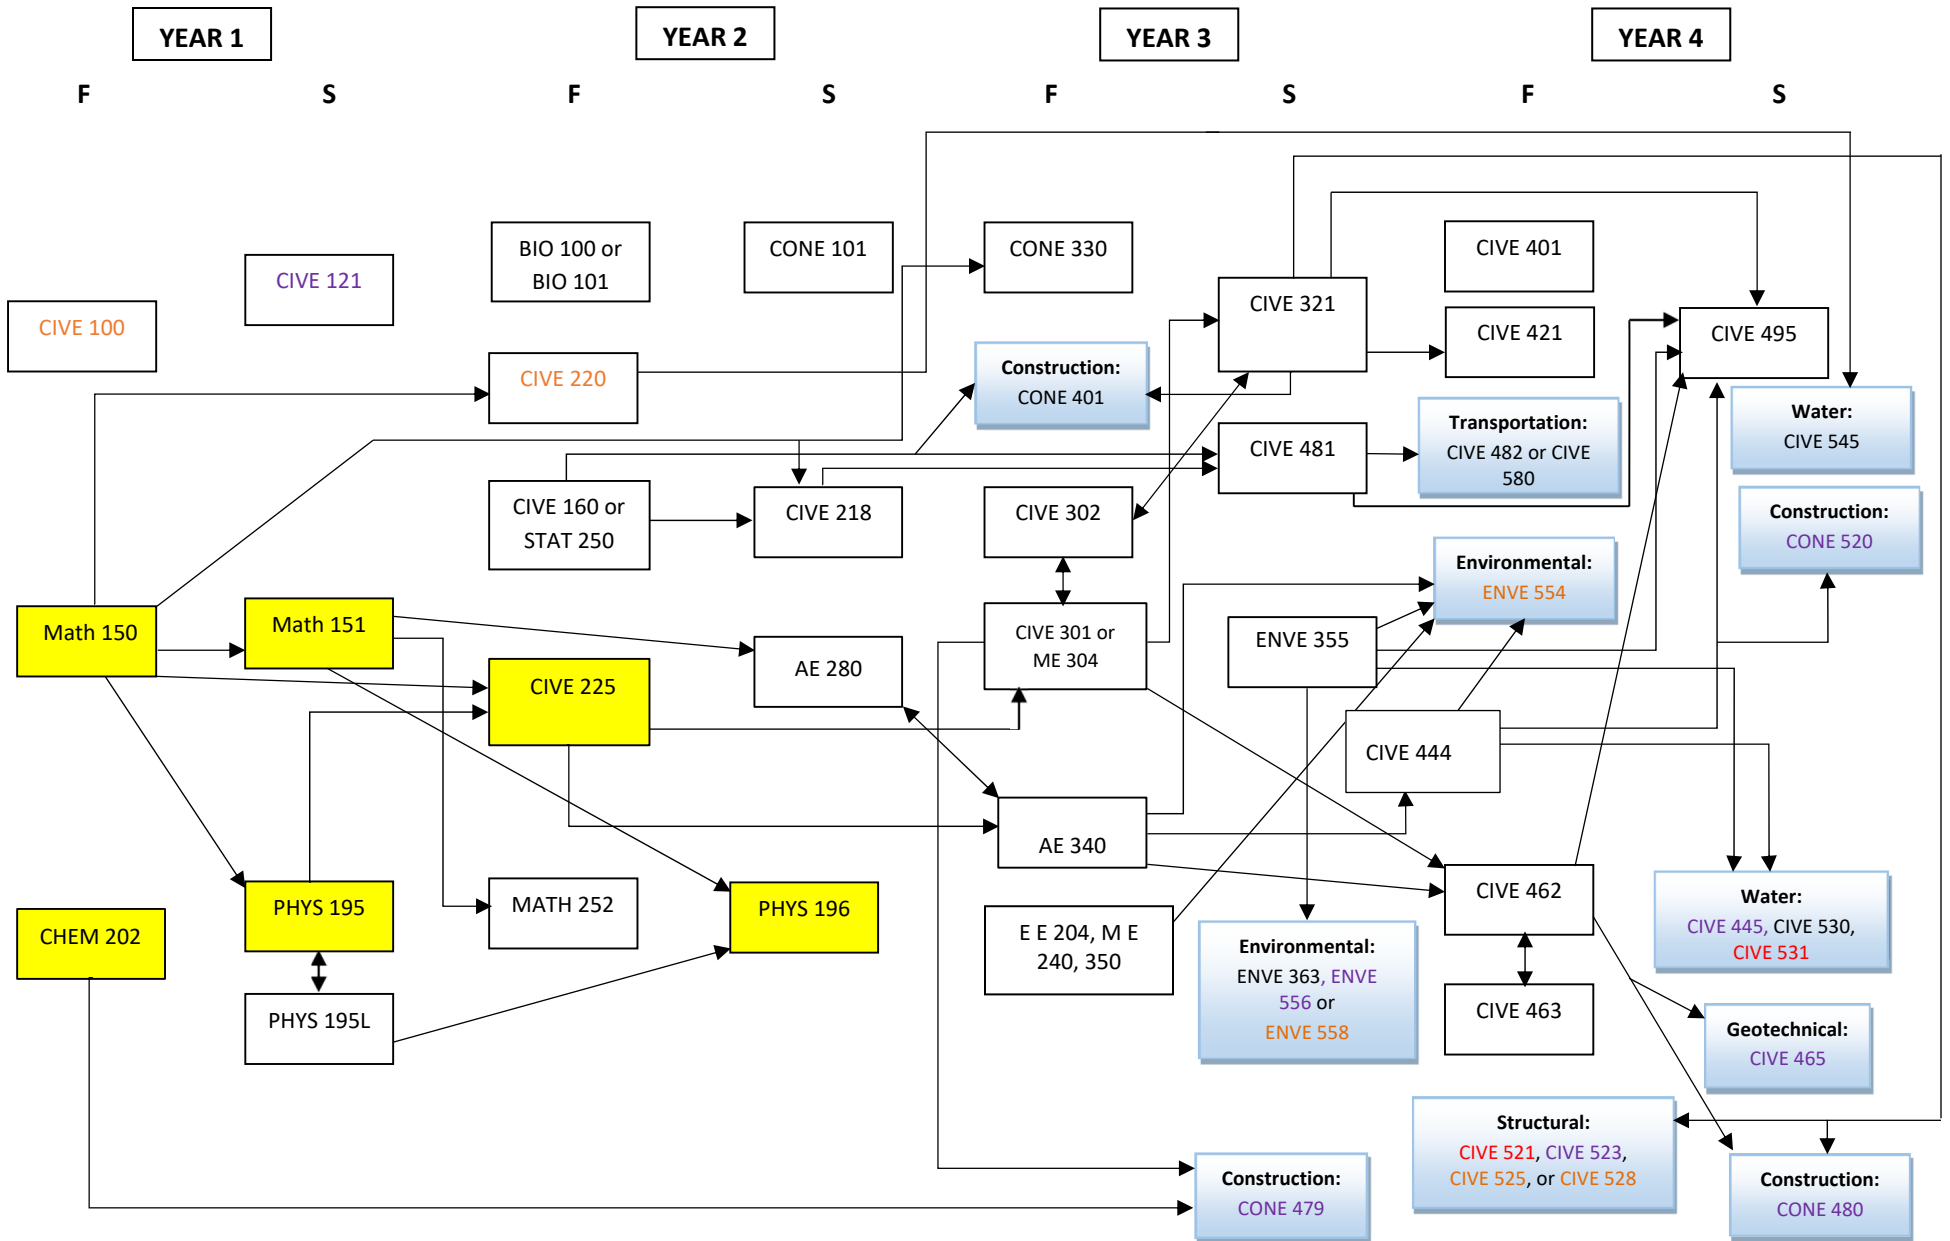 YEAR 1
YEAR 2
YEAR 3
YEAR 4
F
S
F
S
F
S
F
S
CIVE 100
Math 150
CHEM 202
CIVE 121
Math 151
PHYS 195
PHYS 195L
BIO 100 or
BIO 101
CIVE 220
CIVE 160 or
STAT 250
CIVE 225
MATH 252
CONE 101
CIVE 218
AE 280
PHYS 196
CONE 330
Construction:
CONE 401
CIVE 302
CIVE 301 or
ME 304
AE 340
E E 204, M E
240, 350
CIVE 321
CIVE 481
ENVE 355
CIVE 444
Environmental:
ENVE 363, ENVE
556 or
ENVE 558
Construction:
CONE 479
CIVE 401
CIVE 421
Transportation:
CIVE 482 or CIVE
580
Environmental:
ENVE 554
CIVE 462
CIVE 463
Structural:
CIVE 521, CIVE 523,
CIVE 525, or CIVE 528
CIVE 495
Water:
CIVE 545
Construction:
CONE 520
Water:
CIVE 445, CIVE 530,
CIVE 531
Geotechnical:
CIVE 465
Construction:
CONE 480